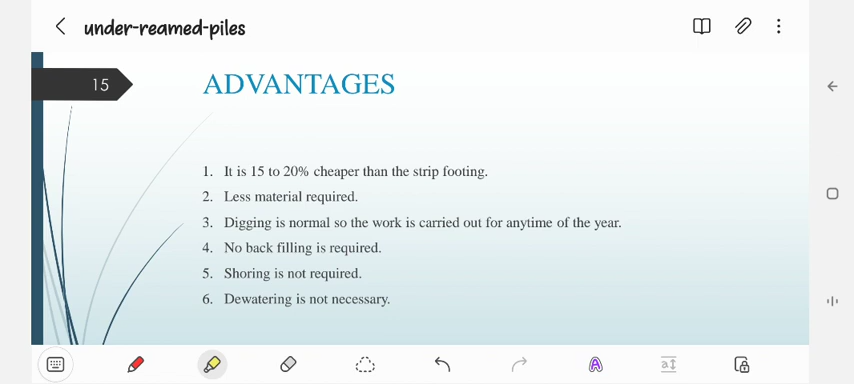 under-reamed-piles
15
ADVANTAGES
1. It is 15 to 20% cheaper than the strip footing.
2. Less material required.
3. Digging is normal so the work is carried out for anytime of the year.
4. No back filling is required.
5. Shoring is not required.
6. Dewatering is not necessary.
A
a